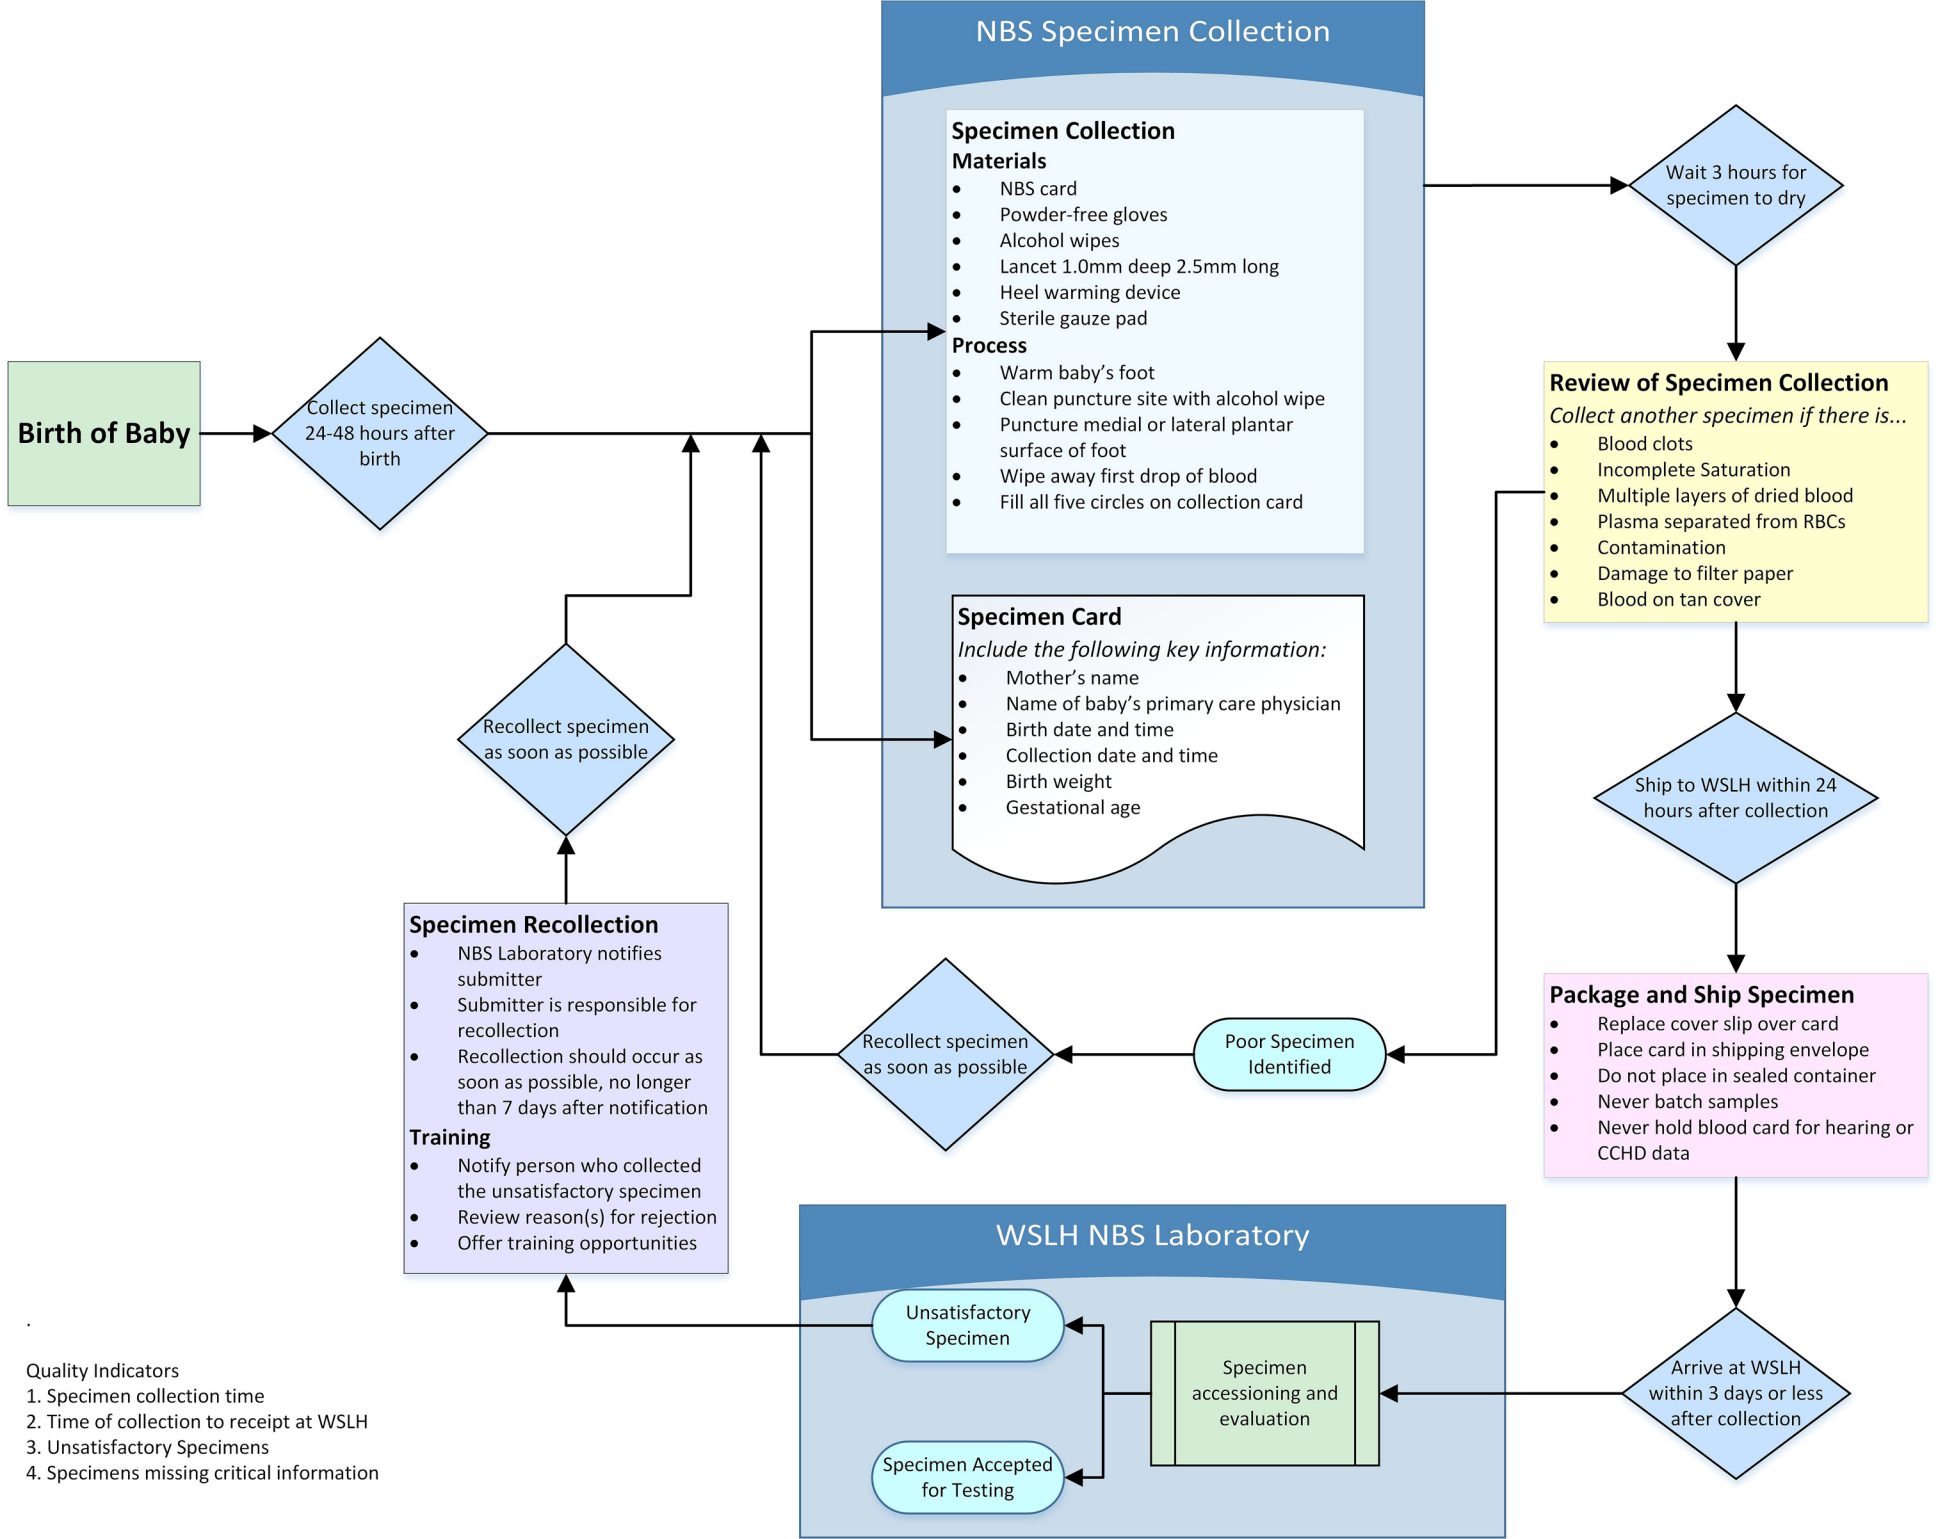 NBS Specimen Collection
Specimen Collection
Materials
• NBS card
• Powder-free gloves
• Alcohol wipes
• Lancet 1.0mm deep 2.5mm long
• Heel warming device
• Sterile gauze pad
Process
• Warm baby’s foot
• Clean puncture site with alcohol wipe
• Puncture medial or lateral plantar
surface of foot
• Wipe away first drop of blood
• Fill all five circles on collection card
Wait 3 hours for
specimen to dry
Birth of Baby
Collect specimen
24-48 hours after
birth
Review of Specimen Collection
Collect another specimen if there is...
• Blood clots
• Incomplete Saturation
• Multiple layers of dried blood
• Plasma separated from RBCs
• Contamination
• Damage to filter paper
• Blood on tan cover
Specimen Card
Include the following key information:
• Mother’s name
• Name of baby’s primary care physician
• Birth date and time
• Collection date and time
• Birth weight
• Gestational age
Recollect specimen
as soon as possible
Ship to WSLH within 24
hours after collection
Specimen Recollection
• NBS Laboratory notifies
submitter
• Submitter is responsible for
recollection
• Recollection should occur as
soon as possible, no longer
than 7 days after notification
Training
• Notify person who collected
the unsatisfactory specimen
• Review reason(s) for rejection
• Offer training opportunities
Recollect specimen
as soon as possible
Poor Specimen
Identified
Package and Ship Specimen
• Replace cover slip over card
• Place card in shipping envelope
• Do not place in sealed container
• Never batch samples
• Never hold blood card for hearing or
CCHD data
WSLH NBS Laboratory
Unsatisfactory
Specimen
Specimen
accessioning and
evaluation
Specimen Accepted
for Testing
Arrive at WSLH
within 3 days or less
after collection
.
Quality Indicators
1. Specimen collection time
2. Time of collection to receipt at WSLH
3. Unsatisfactory Specimens
4. Specimens missing critical information